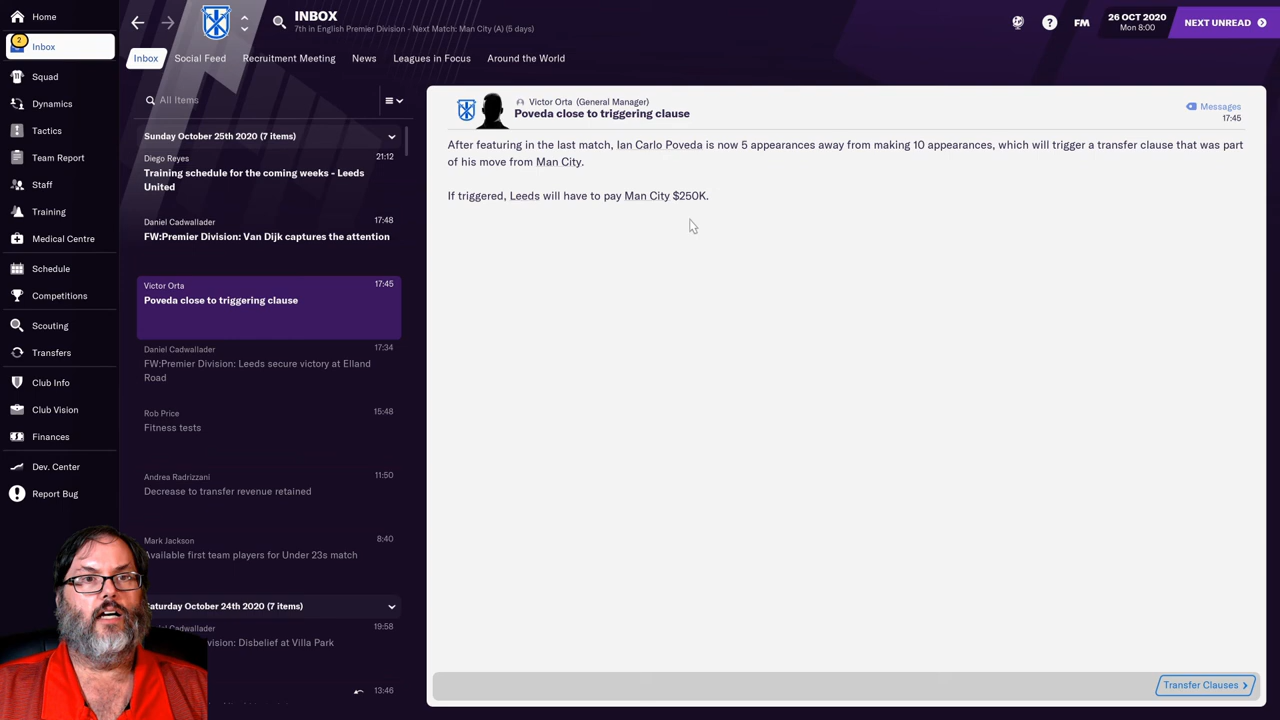 Home
2
Inbox
Squad
Dynamics
Tactics
Team Report
Staff
Training
Medical Centre
Schedule
Competitions
Scouting
Transfers
Club Info
Club Vision
Finances
Dev. Center
Report Bug
INBOX
7th in English Premier Division - Next Match: Man City (A) (5 days)
?
FM
26 OCT 2020
Mon 8:00
NEXT UNREAD
Inbox
Social Feed
Recruitment Meeting
News
Leagues in Focus
Around the World
All Items
Sunday October 25th 2020 (7 items)
Diego Reyes
21:12
Training schedule for the coming weeks - Leeds
United
Daniel Cadwallader
17:48
FW:Premier Division: Van Dijk captures the attention
Victor Orta
17:45
Poveda close to triggering clause
Daniel Cadwallader
17:34
FW:Premier Division: Leeds secure victory at Elland
Road
Rob Price
15:48
Fitness tests
Andrea Radrizzani
11:50
Decrease to transfer revenue retained
Mark Jackson
8:40
Available first team players for Under 23s match
Saturday October 24th 2020 (7 items)
Cadwallader
19:58
Disbelief at Villa Park
13:46
Victor Orta (General Manager)
Poveda close to triggering clause
Messages
17:45
After featuring in the last match, Ian Carlo Poveda is now 5 appearances away from making 10 appearances, which will trigger a transfer clause that was part
of his move from Man City.
If triggered, Leeds will have to pay Man City $250K.
Transfer Clauses